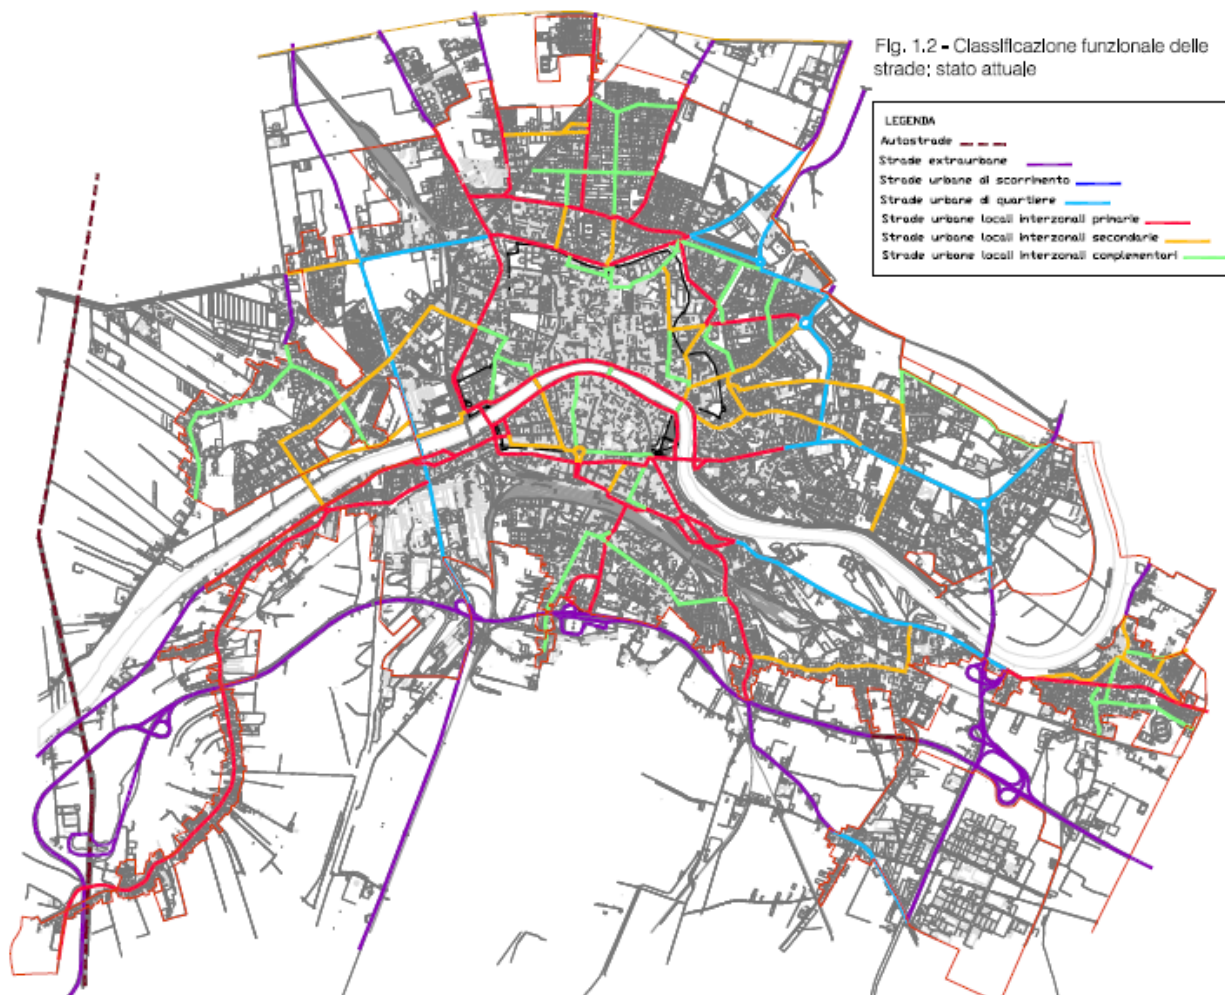 Fig. 1.2 - Classificazione funzionale delle
strade; stato attuale
LEGENDA
Autostrade
Strade extraurbane
Strade urbane di scorrimento
Strade urbane di quartiere
Strade urbane locali interzonali primarie
Strade urbane locali interzonali secondarie
Strade urbane locali interzonali complementari